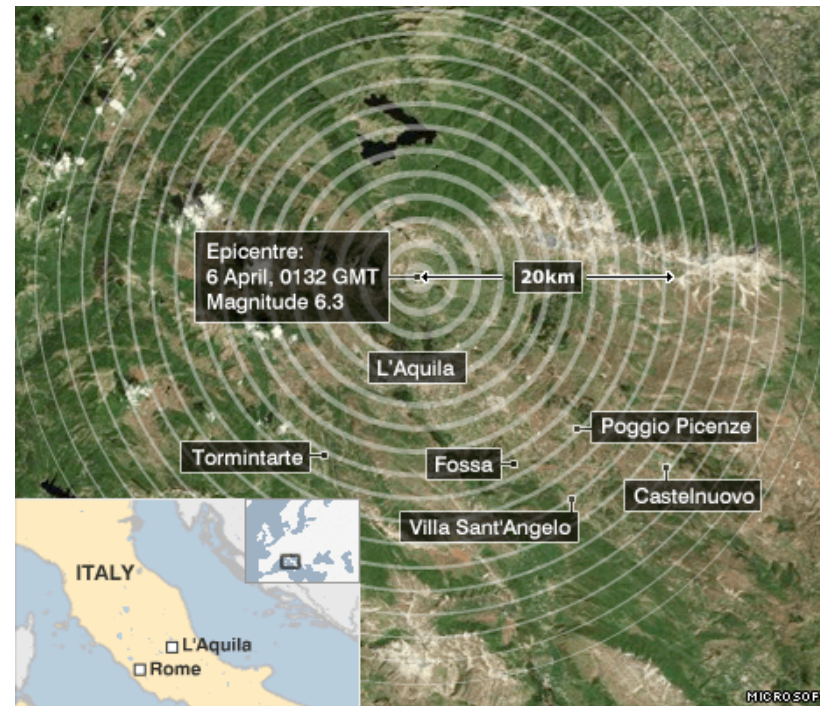 Epicentre:
6 April, 0132 GMT
Magnitude 6.3
20km
L'Aquila
Poggio Picenze
Tormintarte
Fossa
Castelnuovo
Villa Sant'Angelo
ITALY
L'Aquila
Rome
MICROSOF